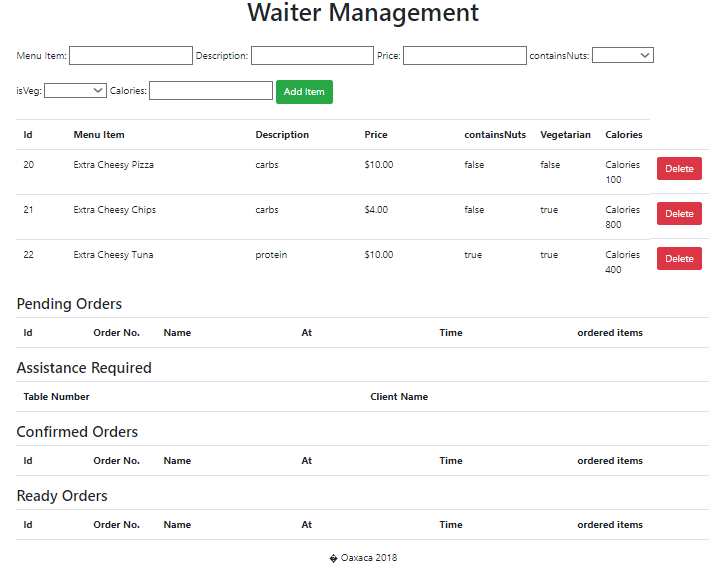 Waiter Management
Menu Item: Description: Price: containsNuts:
isVeg: Calories: Add Item
Id Menu Item Description Price containsNuts Vegetarian Calories
20 Extra Cheesy Pizza carbs $10.00 false false Calories 100 Delete
21 Extra Cheesy Chips carbs $4.00 false true Calories 800 Delete
22 Extra Cheesy Tuna protein $10.00 true true Calories 400 Delete
Pending Orders
Id Order No. Name At Time ordered items
Assistance Required
Table Number Client Name
Confirmed Orders
Id Order No. Name At Time ordered items
Ready Orders
Id Order No. Name At Time ordered items
� Oaxaca 2018